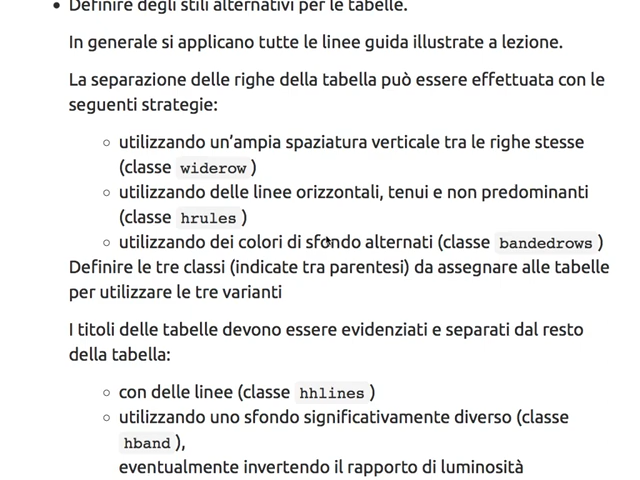 • Definire degli stili alternativi per le tabelle.
In generale si applicano tutte le linee guida illustrate a lezione.
La separazione delle righe della tabella può essere effettuata con le
seguenti strategie:
◦ utilizzando un’ampia spaziatura verticale tra le righe stesse
(classe widerow )
◦ utilizzando delle linee orizzontali, tenui e non predominanti
(classe hrules )
◦ utilizzando dei colori di sfondo alternati (classe bandedrows )
Definire le tre classi (indicate tra parentesi) da assegnare alle tabelle
per utilizzare le tre varianti
I titoli delle tabelle devono essere evidenziati e separati dal resto
della tabella:
◦ con delle linee (classe hhlines )
◦ utilizzando uno sfondo significativamente diverso (classe
hband ),
eventualmente invertendo il rapporto di luminosità